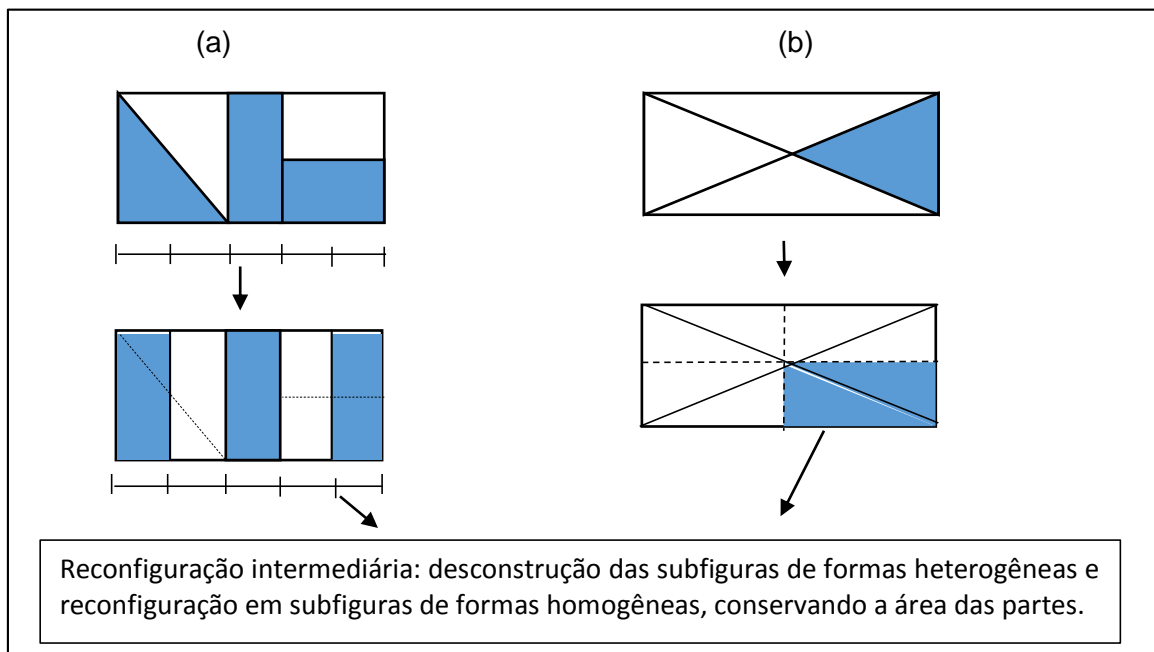 (a)
(b)
Reconfiguração intermediária: desconstrução das subfiguras de formas heterogêneas e
reconfiguração em subfiguras de formas homogêneas, conservando a área das partes.